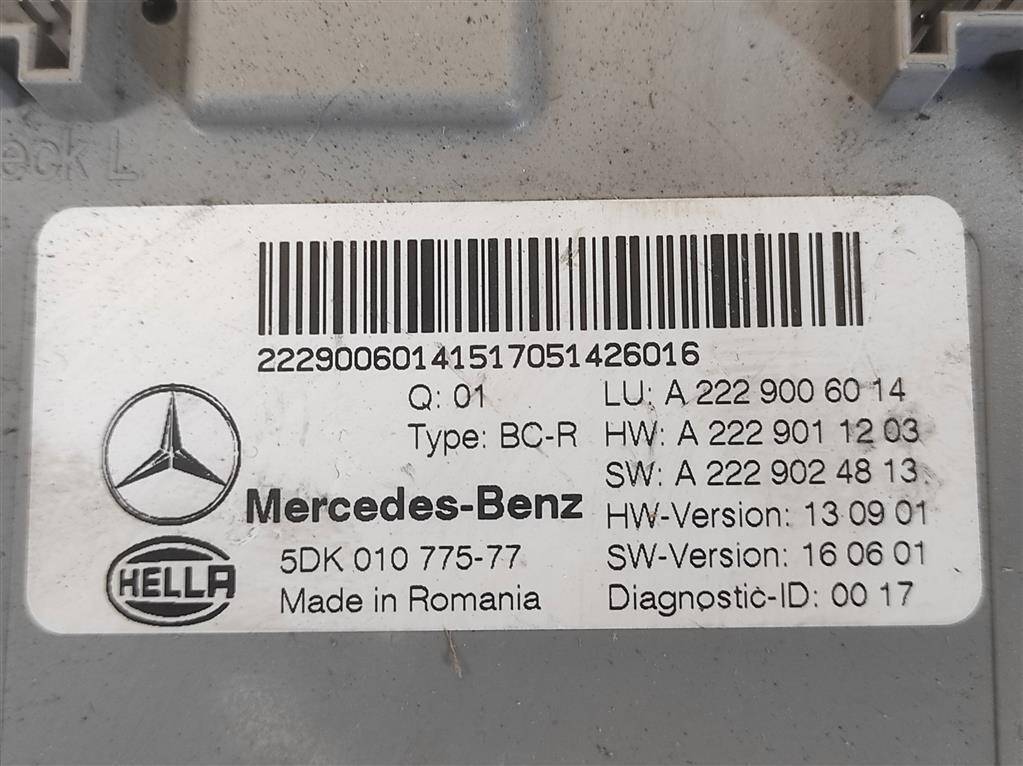 eck L
22290060141517051426016
Q: 01 LU: A 222 900 60 14
Type: BC-R HW: A 222 901 12 03
SW: A 222 902 48 13
Mercedes-Benz HW-Version: 13 09 01
HELLA 5DK 010 775-77 SW-Version: 16 06 01
Made in Romania Diagnostic-ID: 00 17